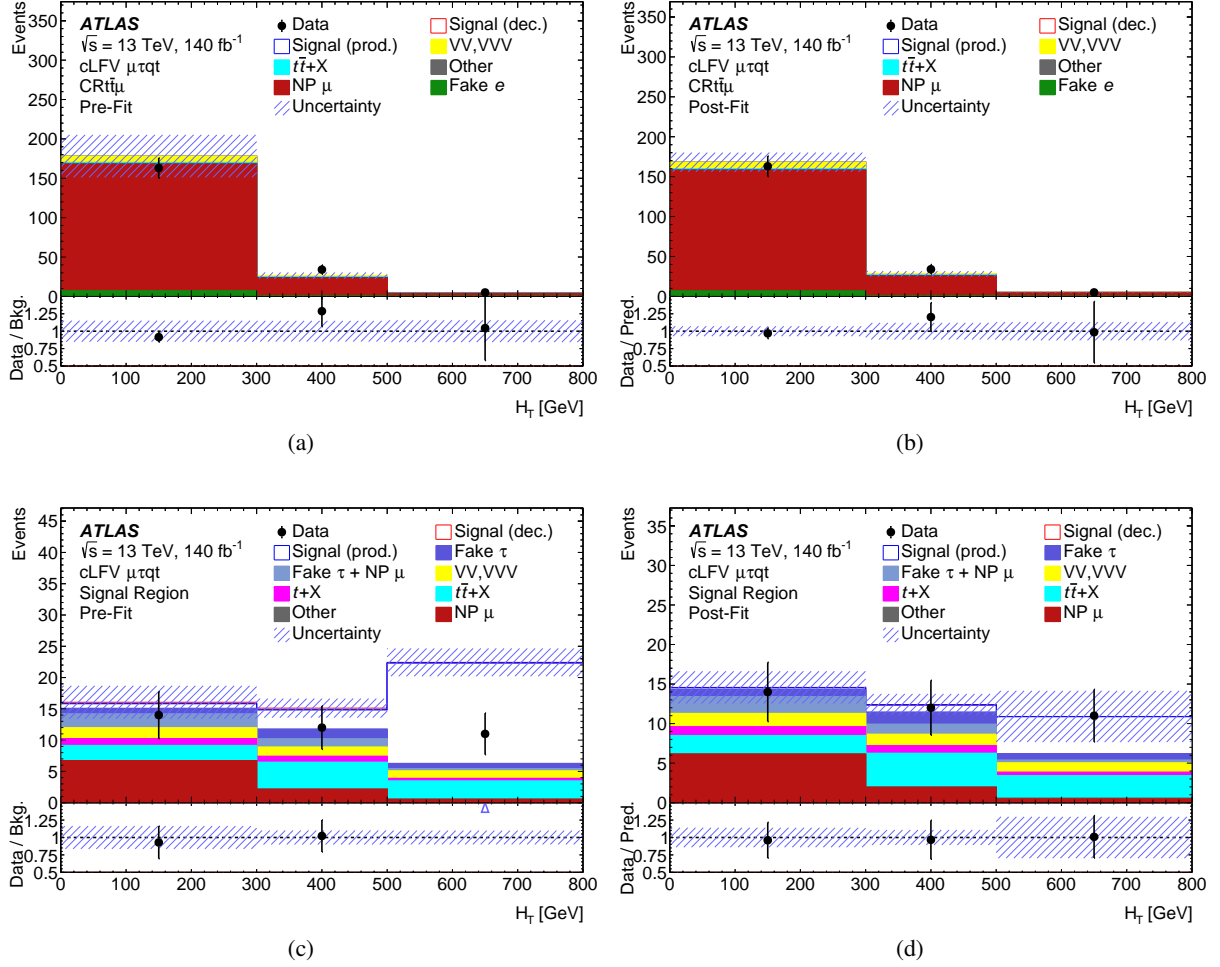 Events
350
300
250
200
150
100
50
0
ATLAS
√s = 13 TeV, 140 fb⁻¹
cLFV μτqt
CRtt̄μ
Pre-Fit
Data
Signal (dec.)
Signal (prod.)
VV,VVV
tt̄+X
Other
NP μ
Fake e
Uncertainty
Data / Bkg.
1.25
1
0.75
0.5
0 100 200 300 400 500 600 700 800
H_T [GeV]
(a)
Events
350
300
250
200
150
100
50
0
ATLAS
√s = 13 TeV, 140 fb⁻¹
cLFV μτqt
CRtt̄μ
Post-Fit
Data
Signal (dec.)
Signal (prod.)
VV,VVV
tt̄+X
Other
NP μ
Fake e
Uncertainty
Data / Pred.
1.25
1
0.75
0.5
0 100 200 300 400 500 600 700 800
H_T [GeV]
(b)
Events
45
40
35
30
25
20
15
10
5
0
ATLAS
√s = 13 TeV, 140 fb⁻¹
cLFV μτqt
Signal Region
Pre-Fit
Data
Signal (dec.)
Signal (prod.)
Fake τ
Fake τ + NP μ
VV,VVV
t+X
tt̄+X
Other
NP μ
Uncertainty
Data / Bkg.
1.25
1
0.75
0.5
0 100 200 300 400 500 600 700 800
H_T [GeV]
(c)
Events
35
30
25
20
15
10
5
0
ATLAS
√s = 13 TeV, 140 fb⁻¹
cLFV μτqt
Signal Region
Post-Fit
Data
Signal (dec.)
Signal (prod.)
Fake τ
Fake τ + NP μ
VV,VVV
t+X
tt̄+X
Other
NP μ
Uncertainty
Data / Pred.
1.25
1
0.75
0.5
0 100 200 300 400 500 600 700 800
H_T [GeV]
(d)